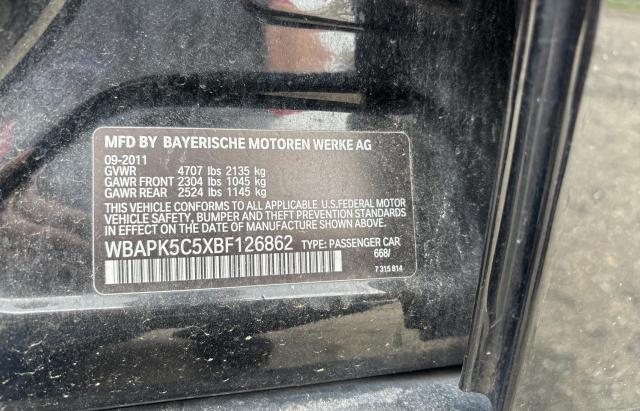 MFD BY BAYERISCHE MOTOREN WERKE AG
09-2011
GVWR 4707 lbs 2135 kg
GAWR FRONT 2304 lbs 1045 kg
GAWR REAR 2524 lbs 1145 kg
THIS VEHICLE CONFORMS TO ALL APPLICABLE U.S.FEDERAL MOTOR
VEHICLE SAFETY, BUMPER AND THEFT PREVENTION STANDARDS
IN EFFECT ON THE DATE OF MANUFACTURE SHOWN ABOVE.
WBAPK5C5XBF126862 TYPE: PASSENGER CAR
668/
7 315 814